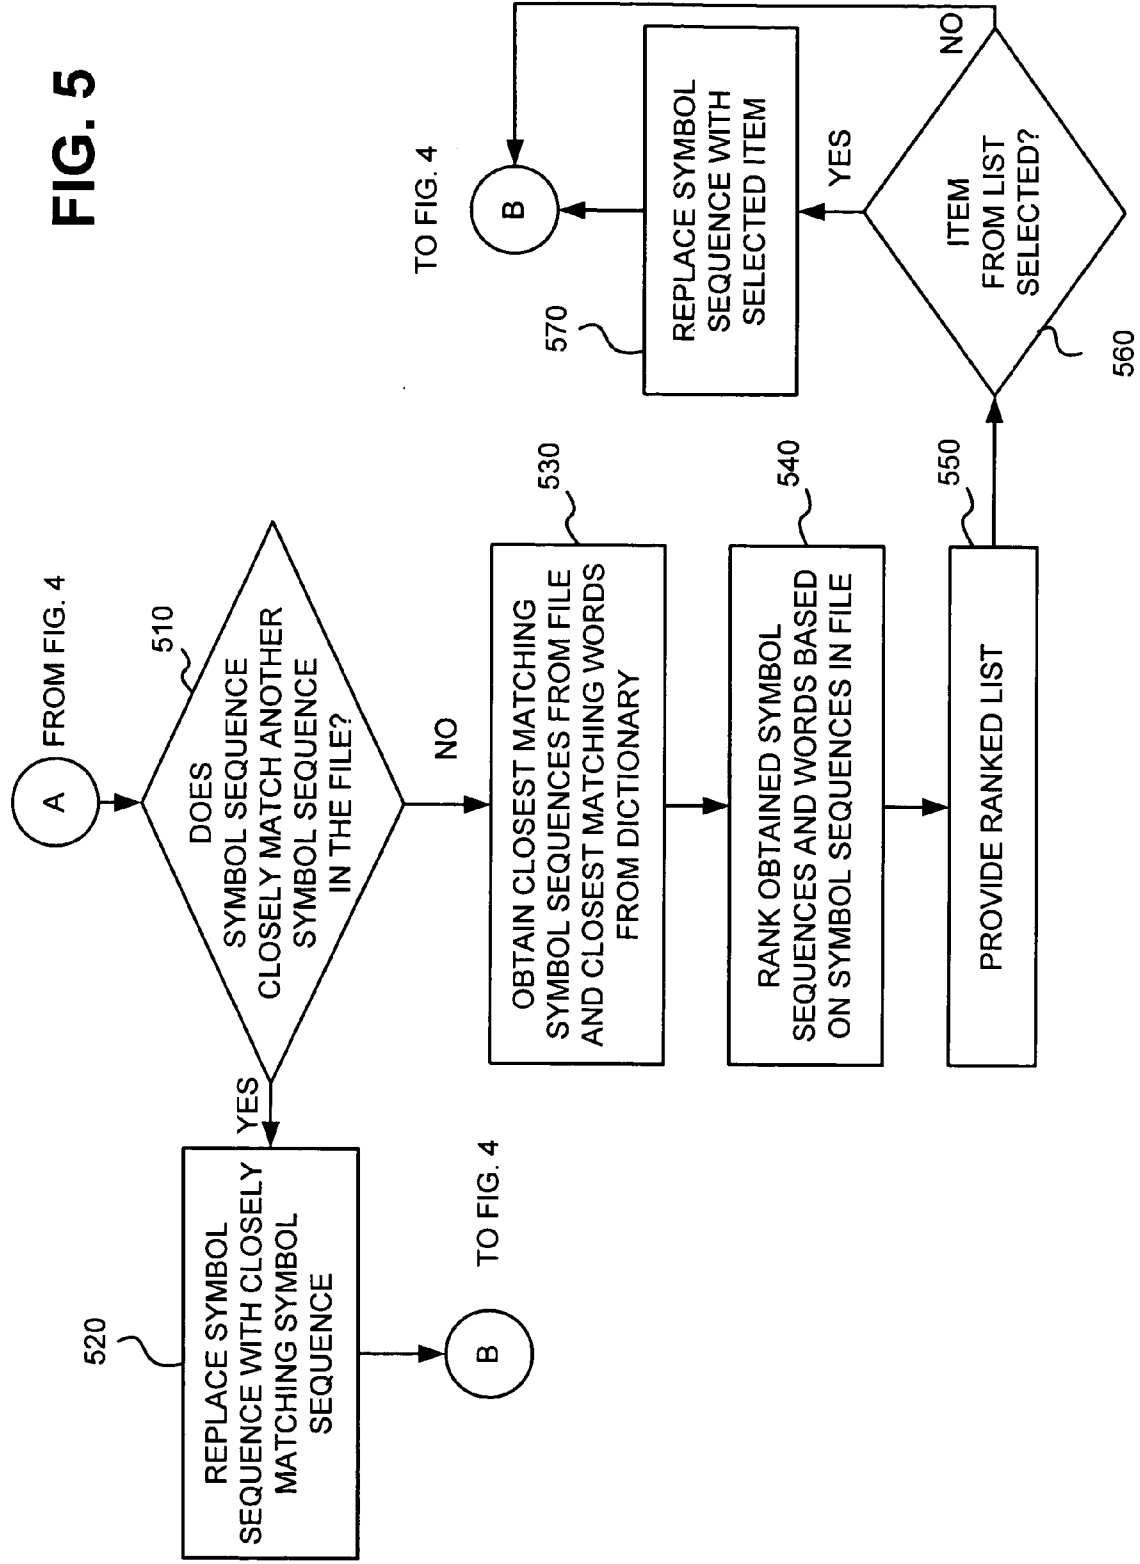 FIG. 5
A
FROM FIG. 4
510
DOES
SYMBOL SEQUENCE
CLOSELY MATCH ANOTHER
SYMBOL SEQUENCE
IN THE FILE?
YES
NO
520
REPLACE SYMBOL
SEQUENCE WITH CLOSELY
MATCHING SYMBOL
SEQUENCE
B
TO FIG. 4
530
OBTAIN CLOSEST MATCHING
SYMBOL SEQUENCES FROM FILE
AND CLOSEST MATCHING WORDS
FROM DICTIONARY
540
RANK OBTAINED SYMBOL
SEQUENCES AND WORDS BASED
ON SYMBOL SEQUENCES IN FILE
550
PROVIDE RANKED LIST
560
ITEM
FROM LIST
SELECTED?
YES
NO
570
REPLACE SYMBOL
SEQUENCE WITH
SELECTED ITEM
B
TO FIG. 4